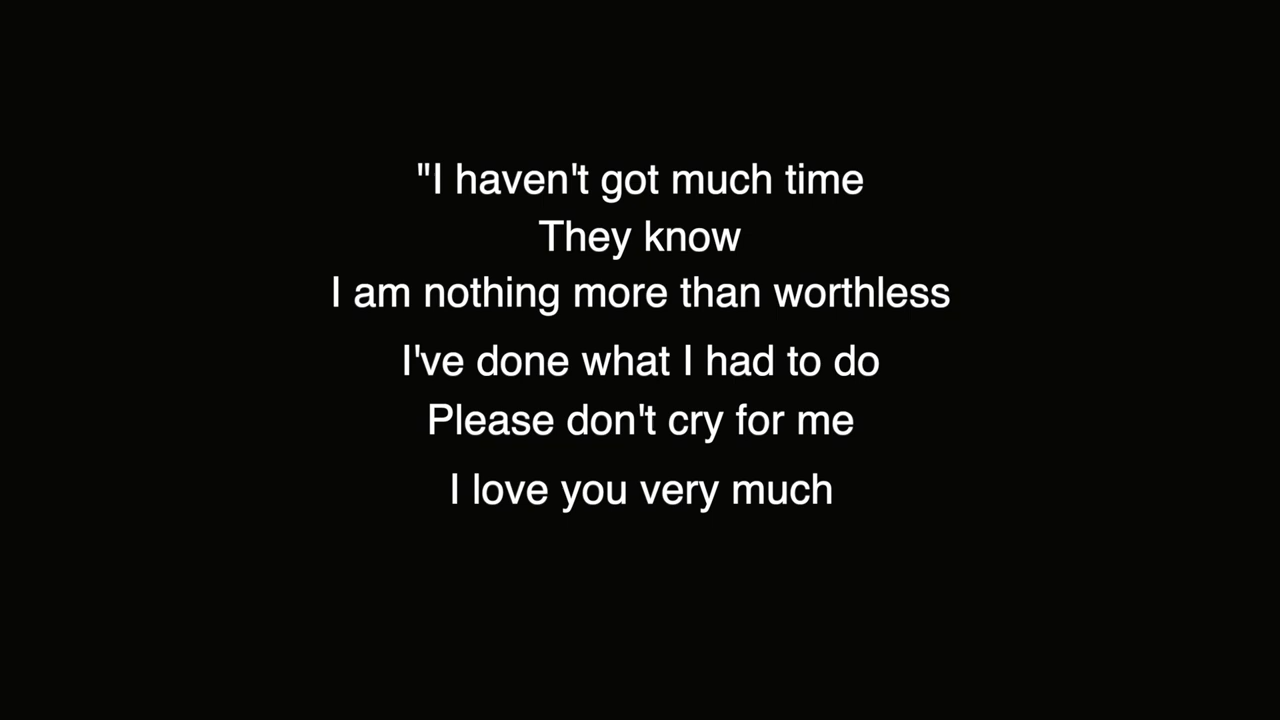 "I haven't got much time
They know
I am nothing more than worthless
I've done what I had to do
Please don't cry for me
I love you very much